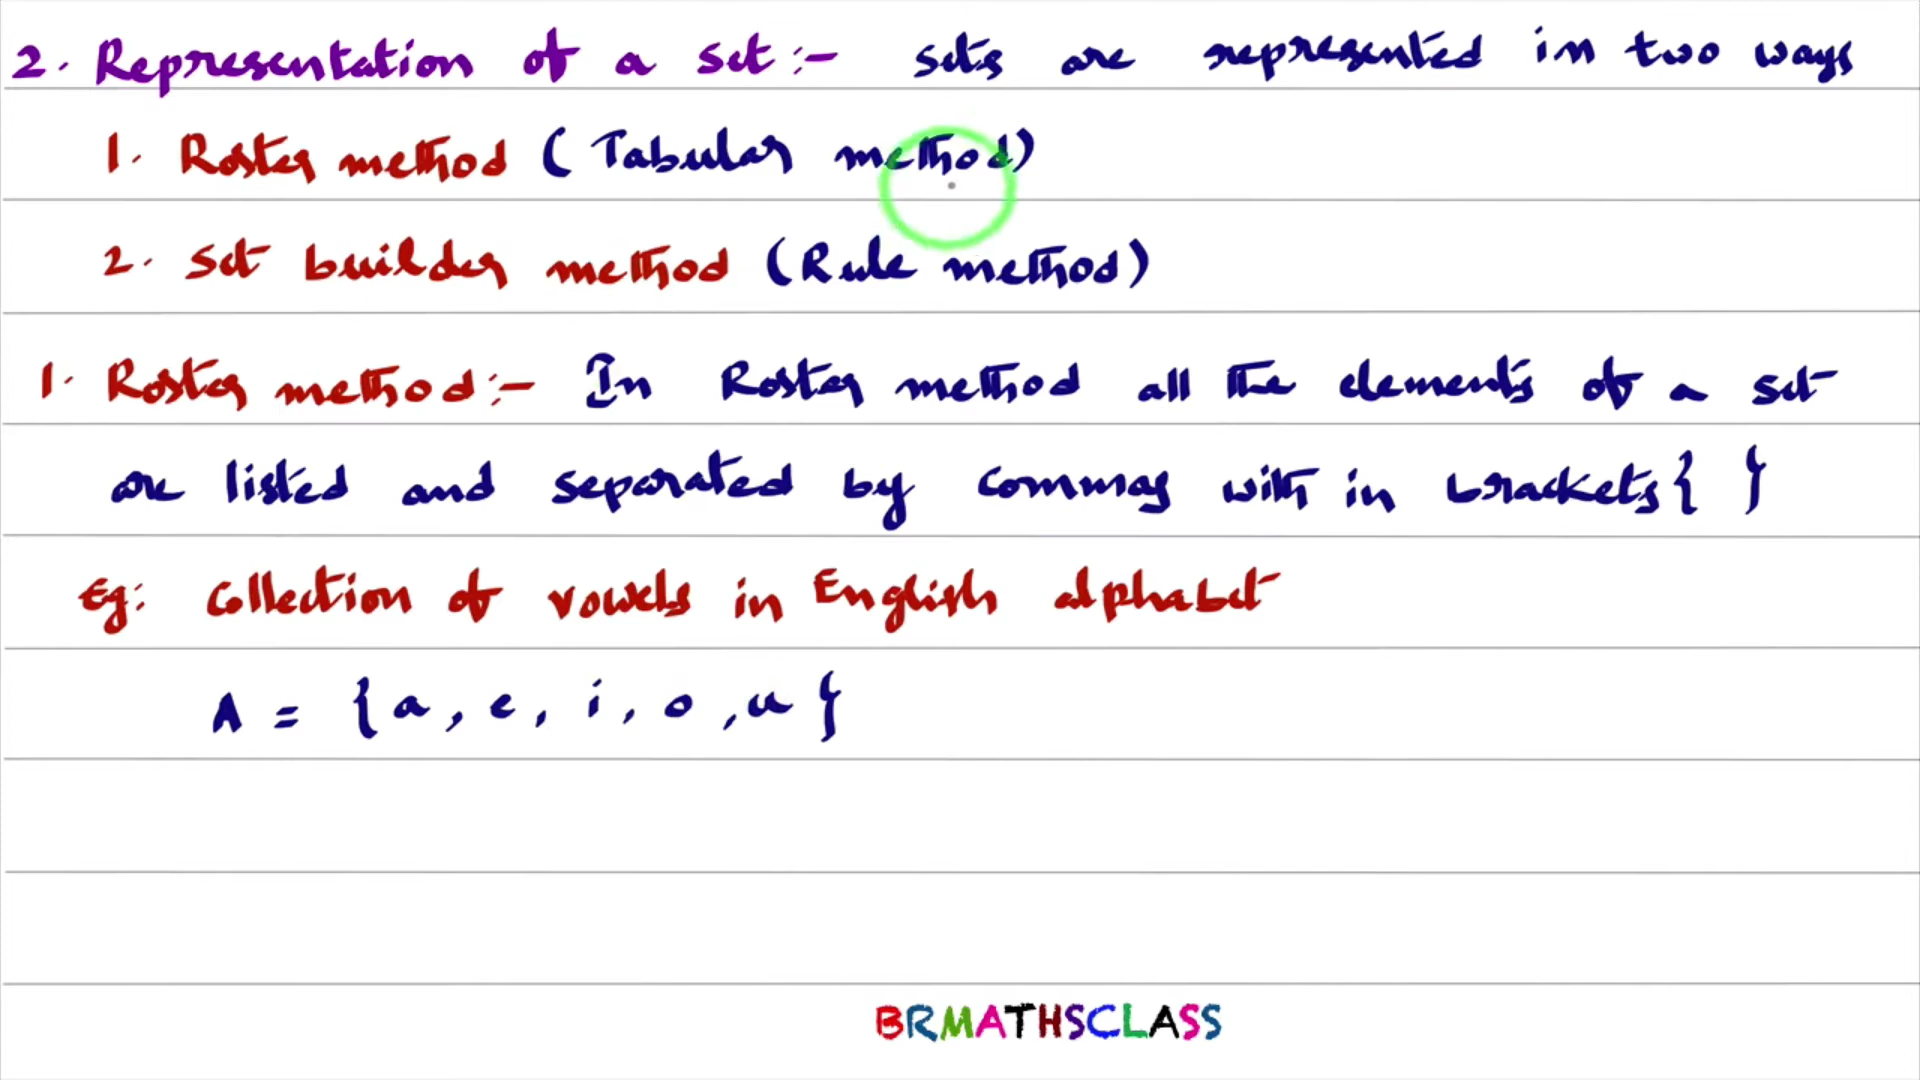 2. Representation of a set :- sets are represented in two ways
1. Roster method (Tabular method)
2. Set builder method (Rule method)
1. Roster method :- In Roster method all the elements of a set
are listed and separated by commas with in brackets { }
Eg: Collection of vowels in English alphabet
A = {a, e, i, o, u}
BRMATHSCLASS